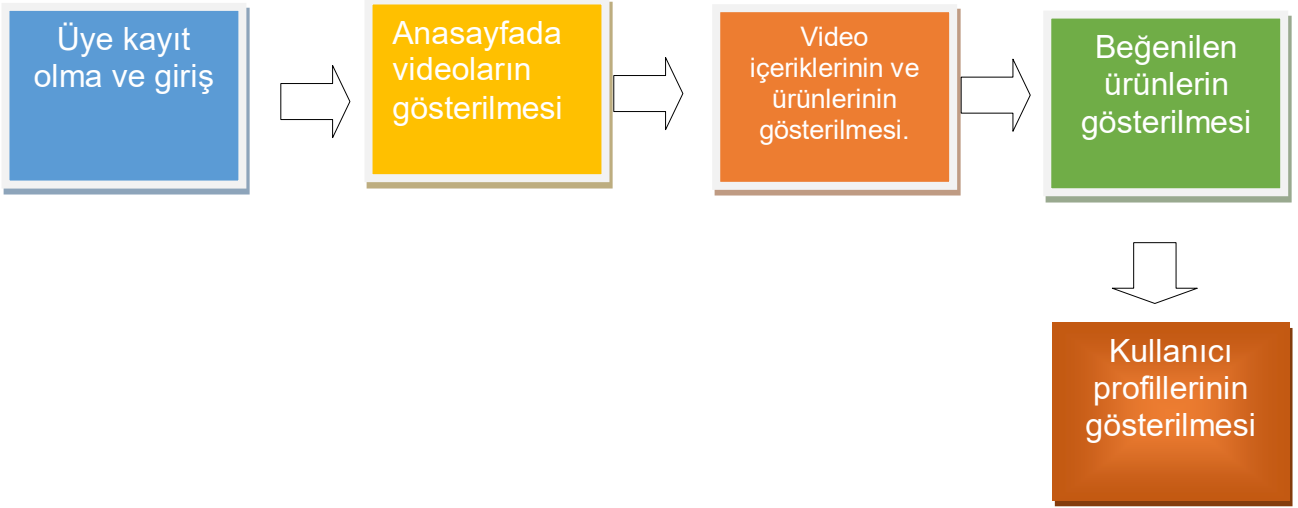 Üye kayıt
olma ve giriş
Anasayfada
videoların
gösterilmesi
Video
içeriklerinin ve
ürünlerinin
gösterilmesi.
Beğenilen
ürünlerin
gösterilmesi
Kullanıcı
profillerinin
gösterilmesi